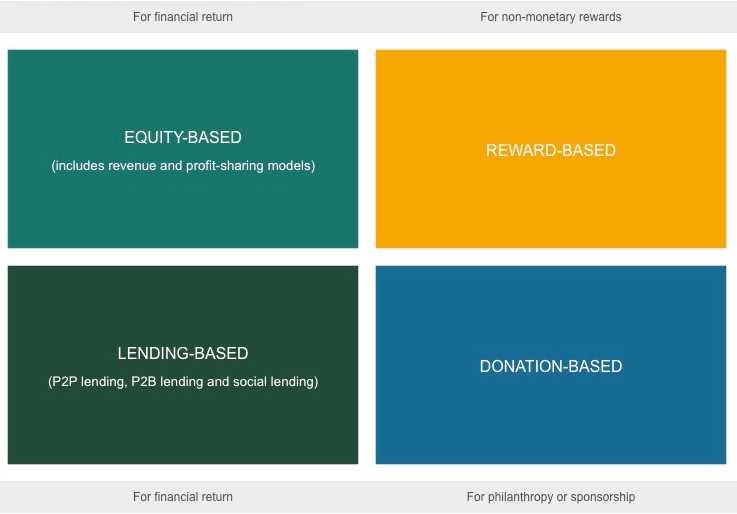 For financial return
For non-monetary rewards
EQUITY-BASED
(includes revenue and profit-sharing models)
REWARD-BASED
LENDING-BASED
(P2P lending, P2B lending and social lending)
DONATION-BASED
For financial return
For philanthropy or sponsorship